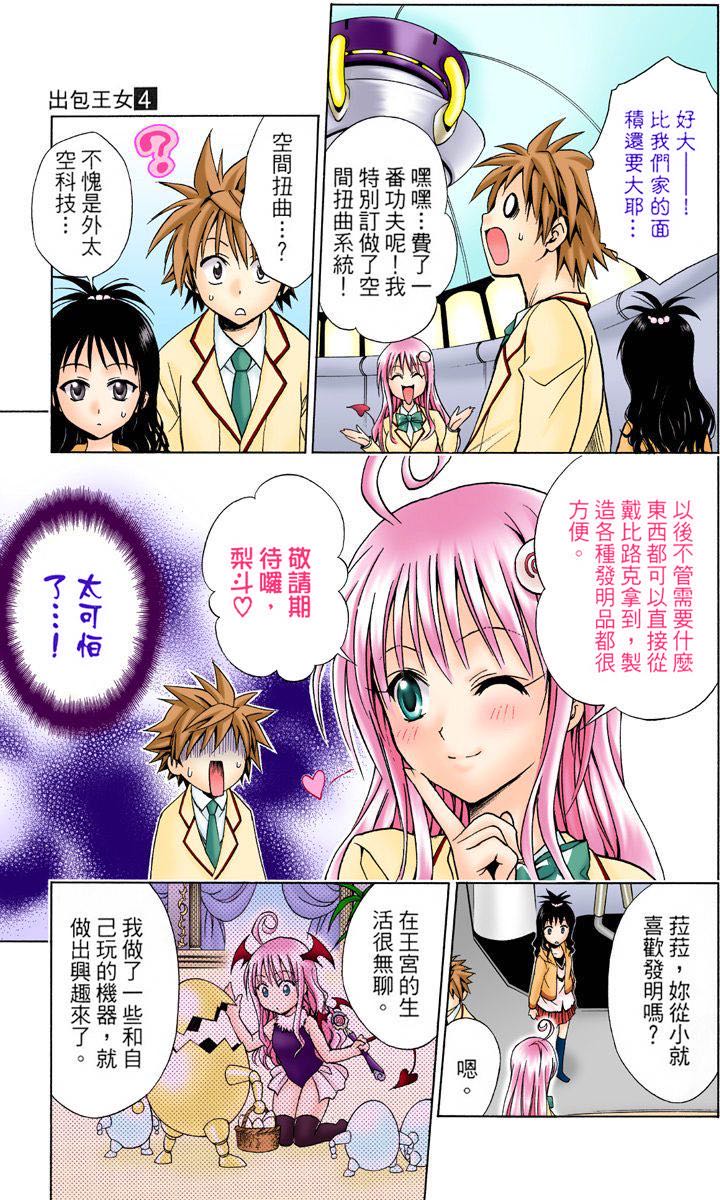 出包王女4
好大——！
比我們家的面
積還要大耶…
嘿嘿…費了一
番功夫呢！我
特別訂做了空
間扭曲系統！
空間扭曲…？
不愧是外太
空科技…
以後不管需要什麼
東西都可以直接從
戴比路克拿到，製
造各種發明品都很
方便。
敬請期
待囉，
梨斗♡
太可怕
了…！
菈菈，妳從小就
喜歡發明嗎？
嗯。
在王宮的生
活很無聊。
我做了一些和自
己玩的機器，就
做出興趣來了。